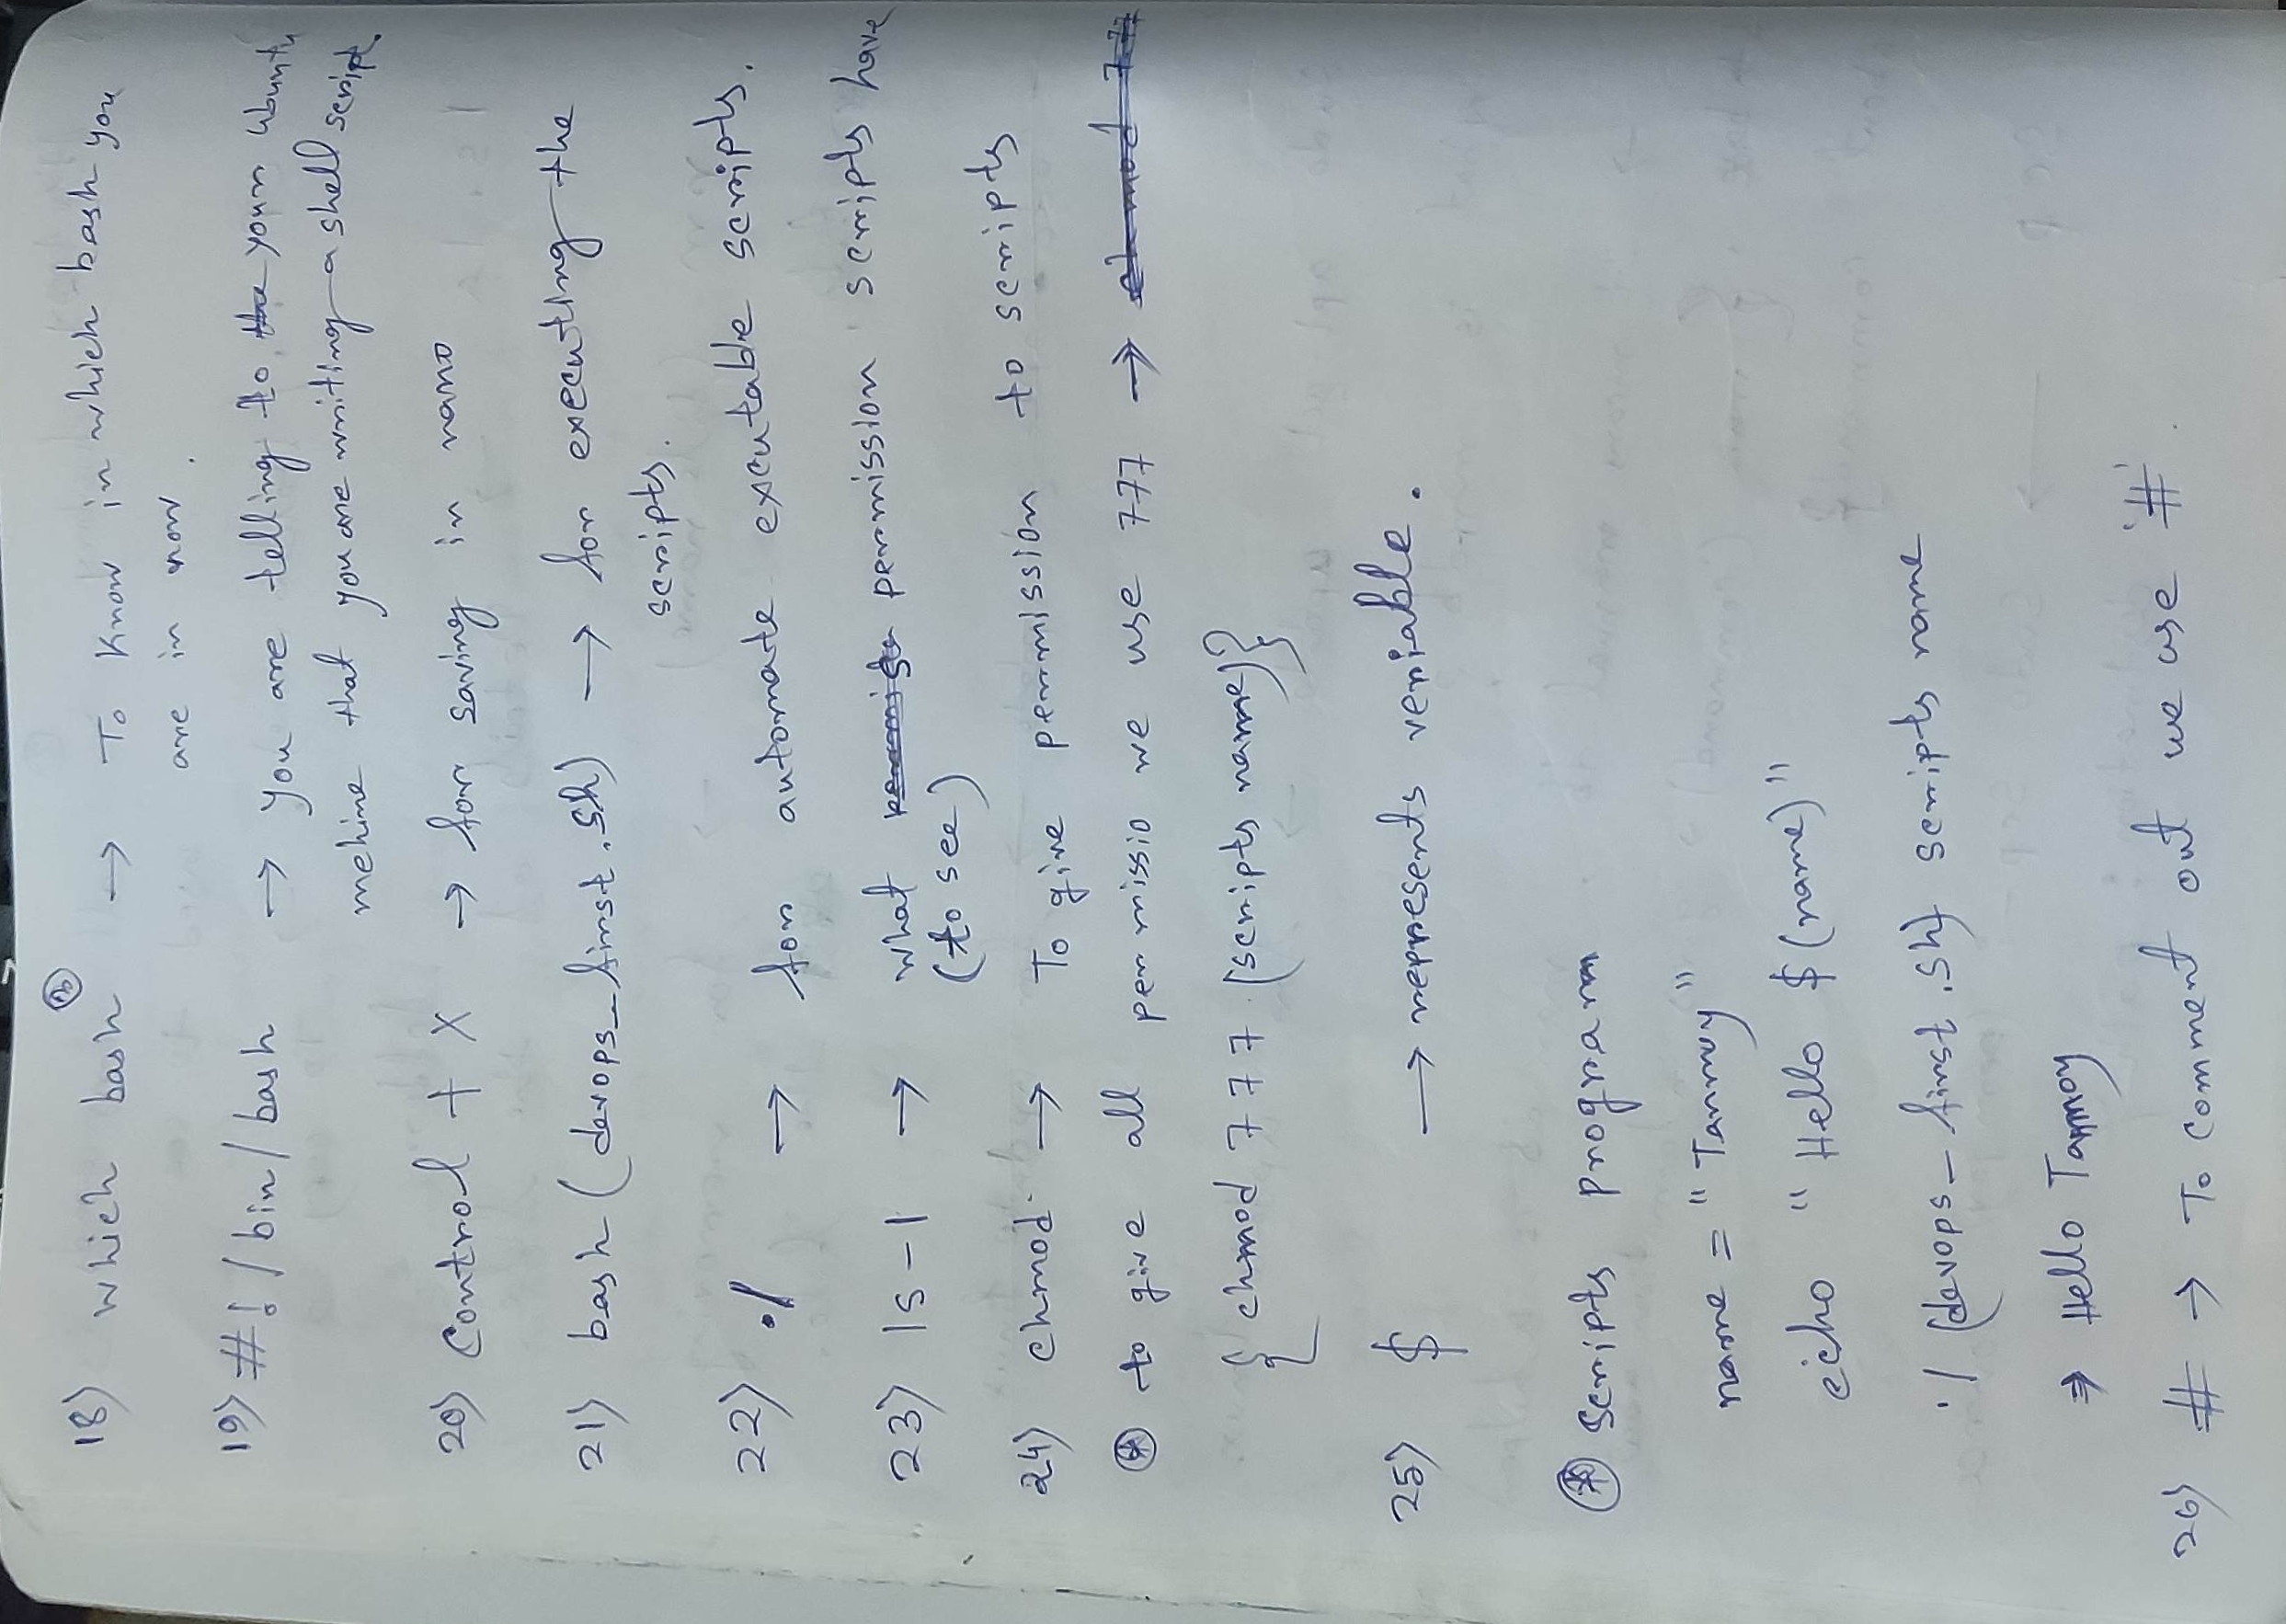 3
18) which bash → To Know in which bash you
are in now.
19) #!/bin/bash → you are telling to the your Ubuntu
mehine that you are writing a shell script.
20) Control + X → for saving in nano
21) bash (devops_first.sh) → for executing the
scripts.
22) ./ → for automate excutable scripts.
23) ls-l → what permission scripts have
(to see)
24) chmod → To give permission to scripts
* to give all permissio we use 777 → chmod 777
{ chmod 777 (scripts name)}
25) $ → represents veriable.
* scripts program
name = "Tanmoy"
echo "Hello $(name)"
./ (devops_first.sh) scripts name
⇒ Hello Tanmoy
26) # → To comment out we use '#'.